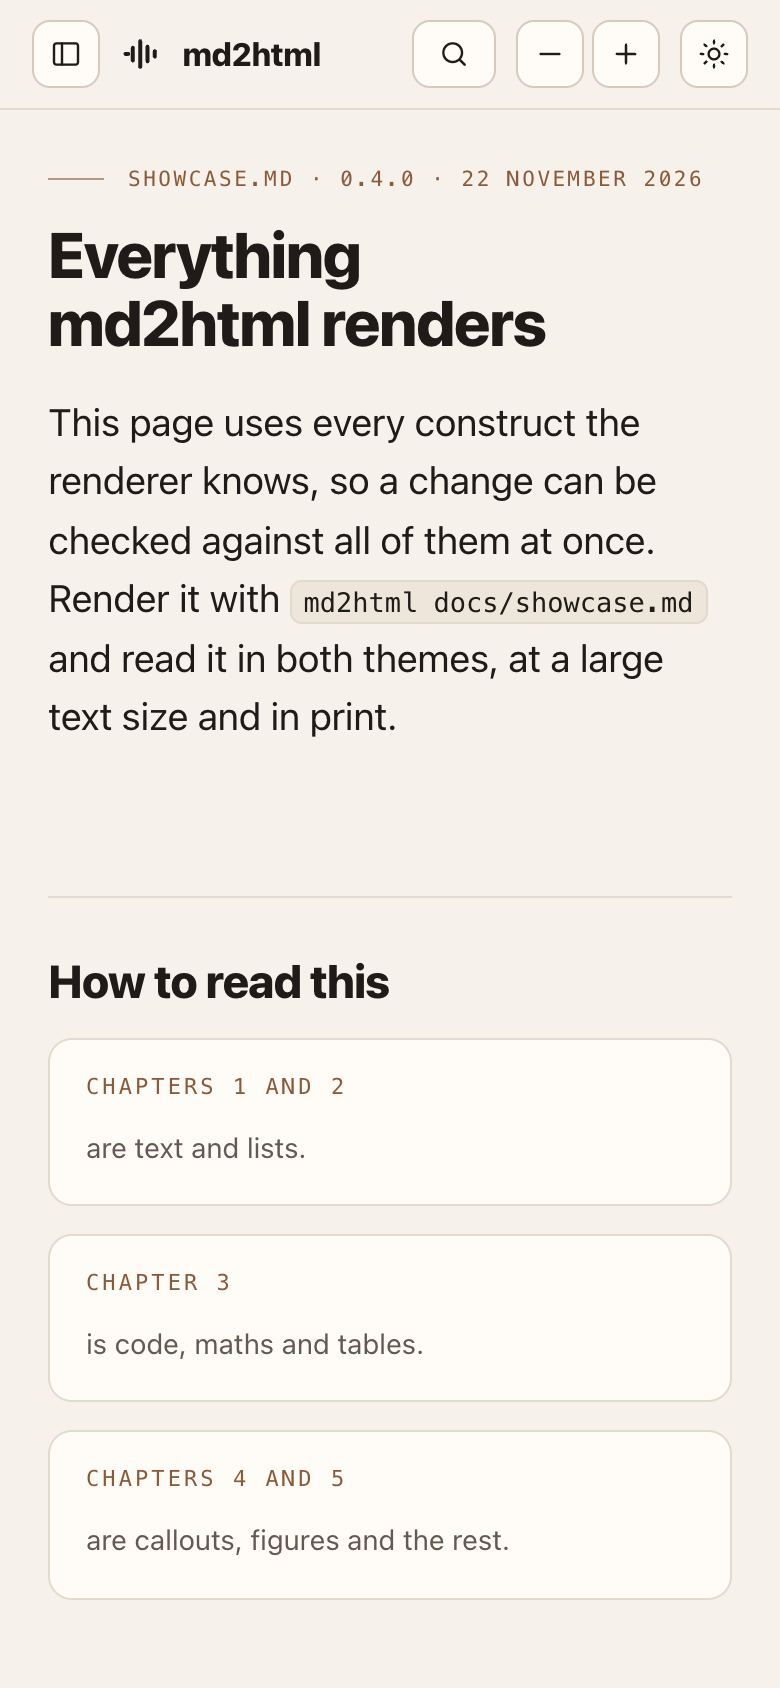 md2html
SHOWCASE.MD · 0.4.0 · 22 NOVEMBER 2026
Everything
md2html renders
This page uses every construct the
renderer knows, so a change can be
checked against all of them at once.
Render it with md2html docs/showcase.md
and read it in both themes, at a large
text size and in print.
How to read this
CHAPTERS 1 AND 2
are text and lists.
CHAPTER 3
is code, maths and tables.
CHAPTERS 4 AND 5
are callouts, figures and the rest.